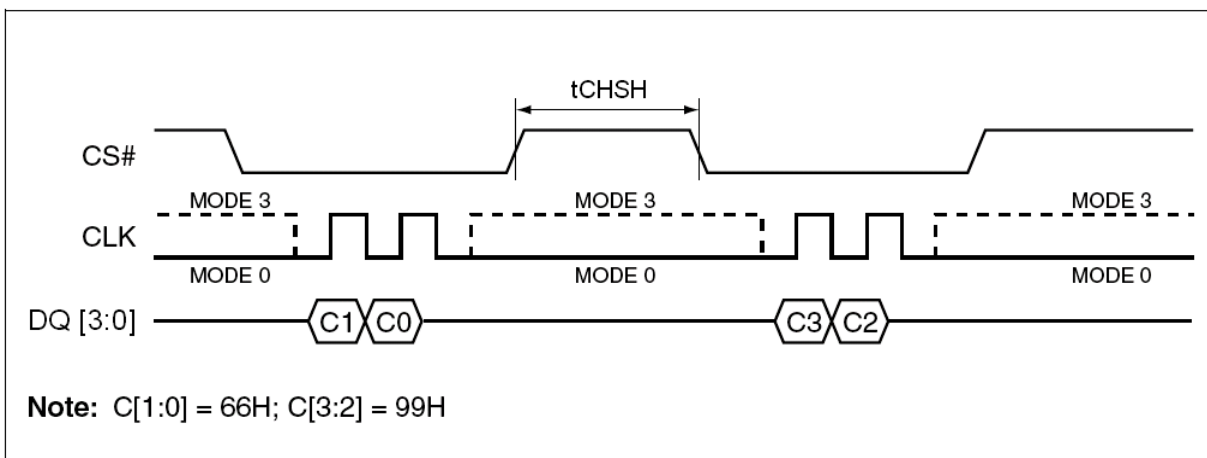 tCHSH
CS#
MODE 3 MODE 3 MODE 3
CLK
MODE 0 MODE 0 MODE 0
DQ [3:0] C1 C0 C3 C2
Note: C[1:0] = 66H; C[3:2] = 99H